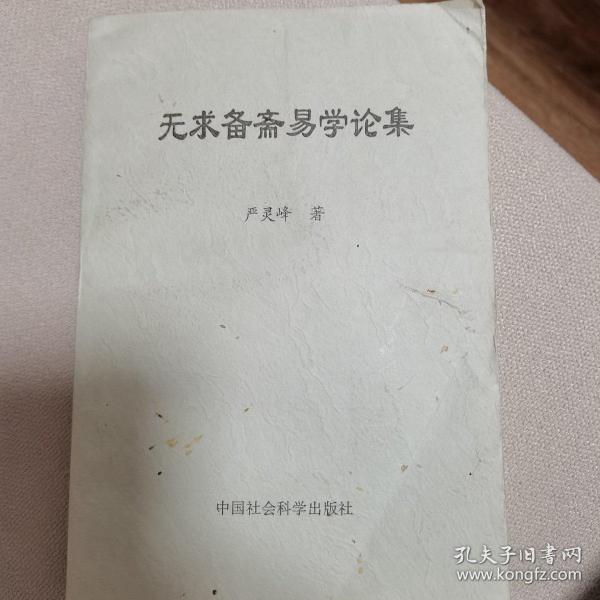 无求备斋易学论集
严灵峰 著
中国社会科学出版社
孔夫子旧书网
www.kongfz.com